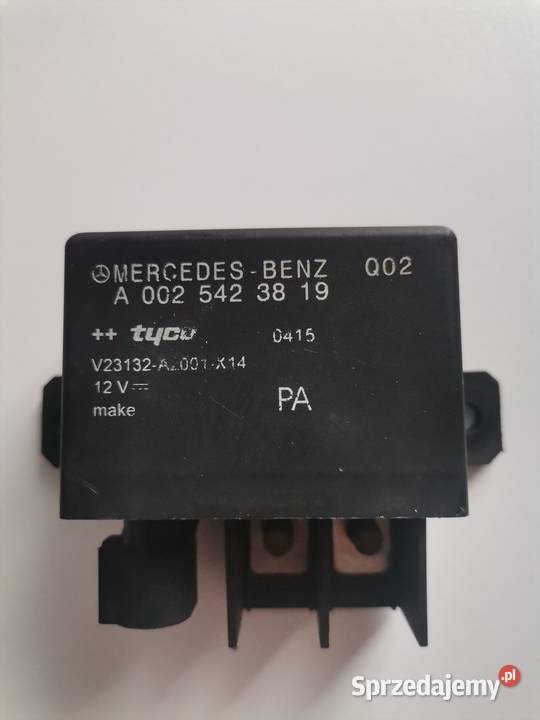 MERCEDES-BENZ Q02
A 002 542 38 19
++ tyco 0415
V23132-A2001-X14
12 V
make PA
Sprzedajemy.pl